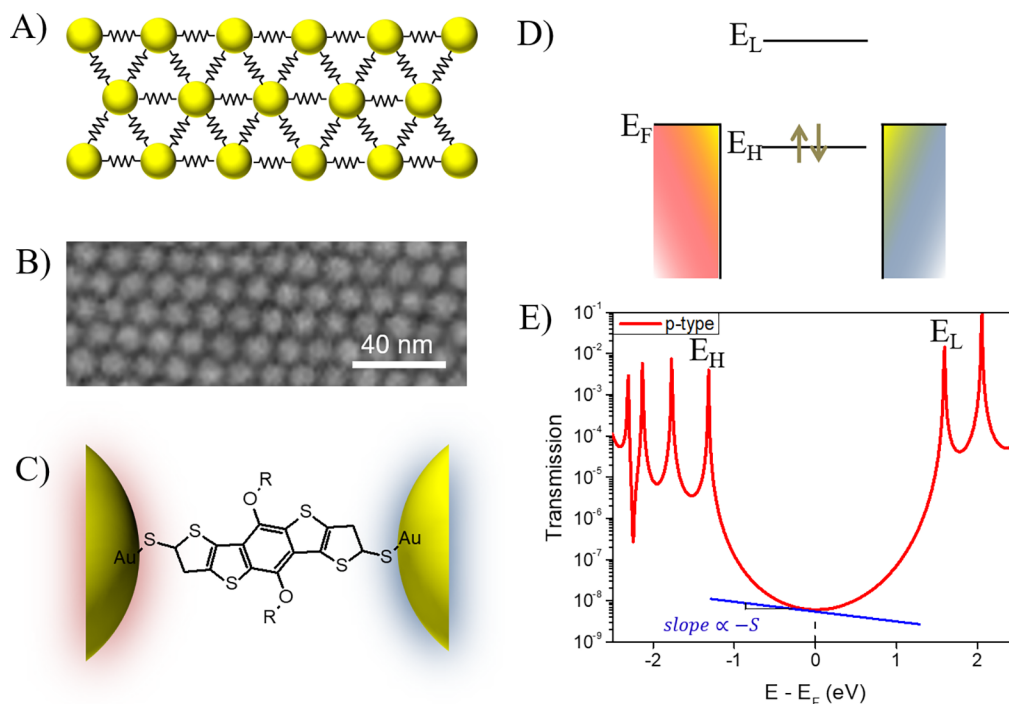 A)
B)
40 nm
C)
R
O
S
S
S
Au
S
S
S
Au
O
R
D)
E_L
E_F
E_H
E)
p-type
E_H
E_L
Transmission
10^-1
10^-2
10^-3
10^-4
10^-5
10^-6
10^-7
10^-8
10^-9
slope ∝ −S
-2
-1
0
1
2
E - E_F (eV)